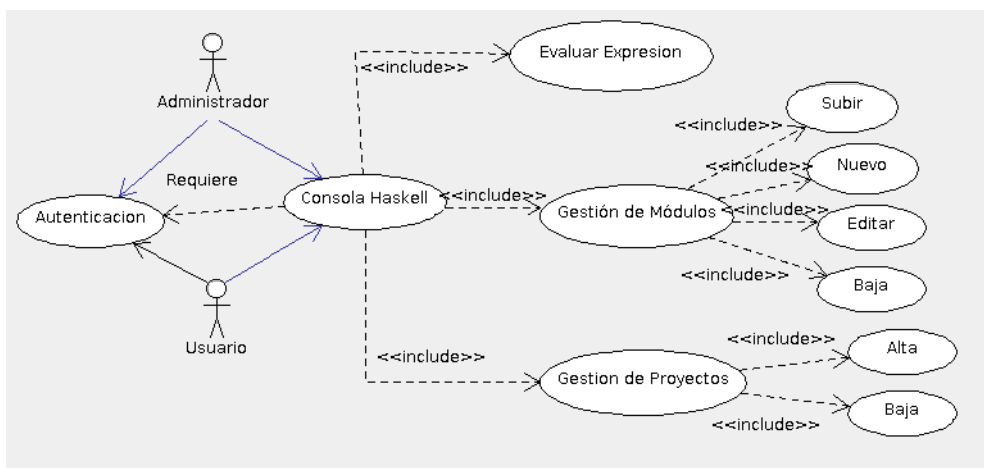 Evaluar Expresion
<<include>>
Administrador
Subir
<<include>>
Nuevo
<<include>>
Requiere
Consola Haskell
<<include>>
Gestión de Módulos
<<include>>
Editar
Autenticacion
<<include>>
Baja
Usuario
<<include>>
<<include>>
Alta
Gestion de Proyectos
Baja
<<include>>